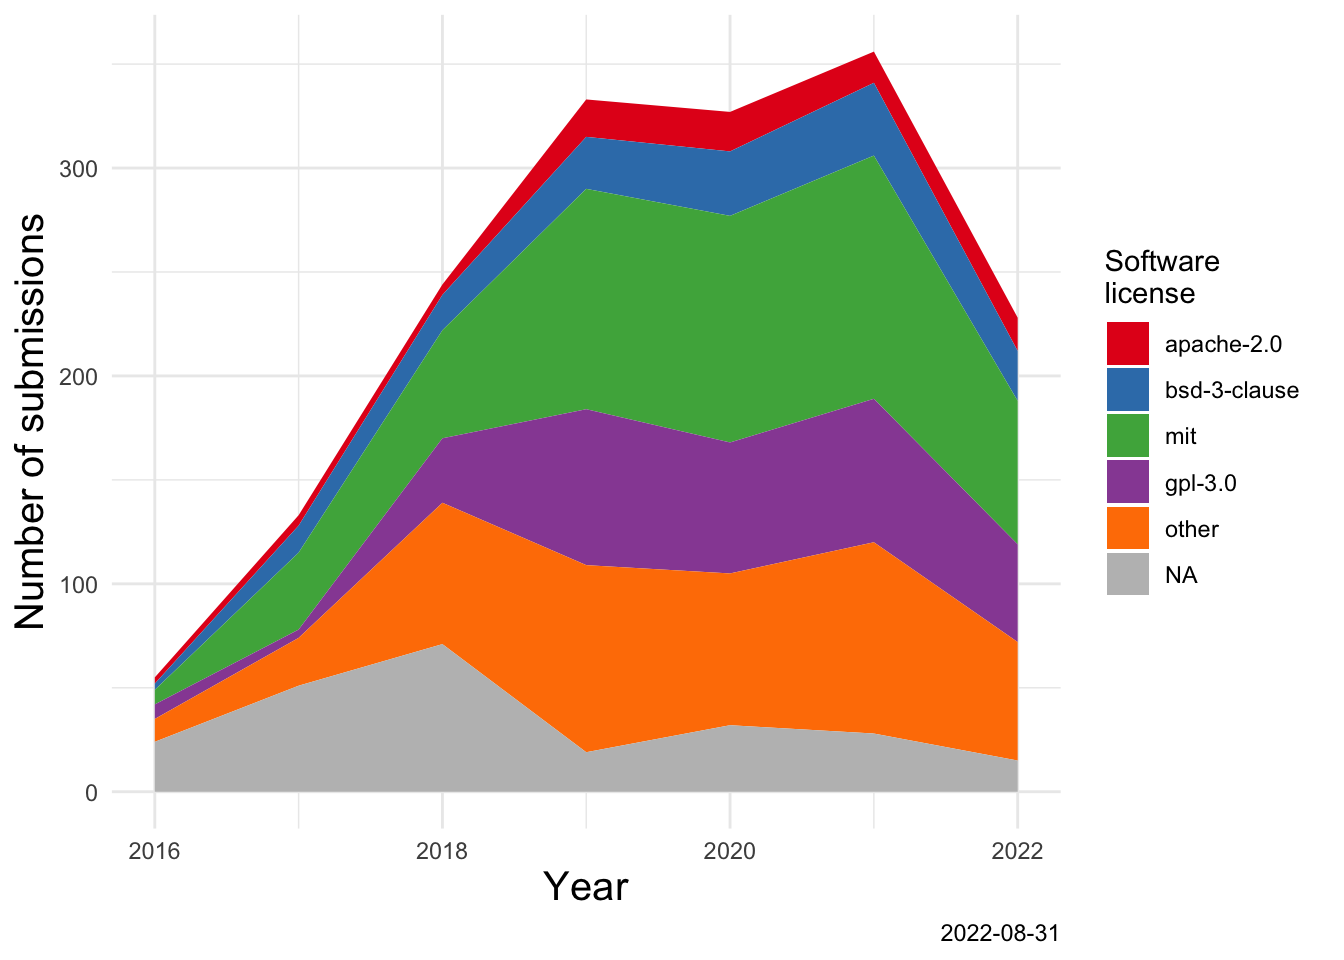 Number of submissions
300
200
100
0
2016
2018
2020
2022
Year
Software
license
apache-2.0
bsd-3-clause
mit
gpl-3.0
other
NA
2022-08-31